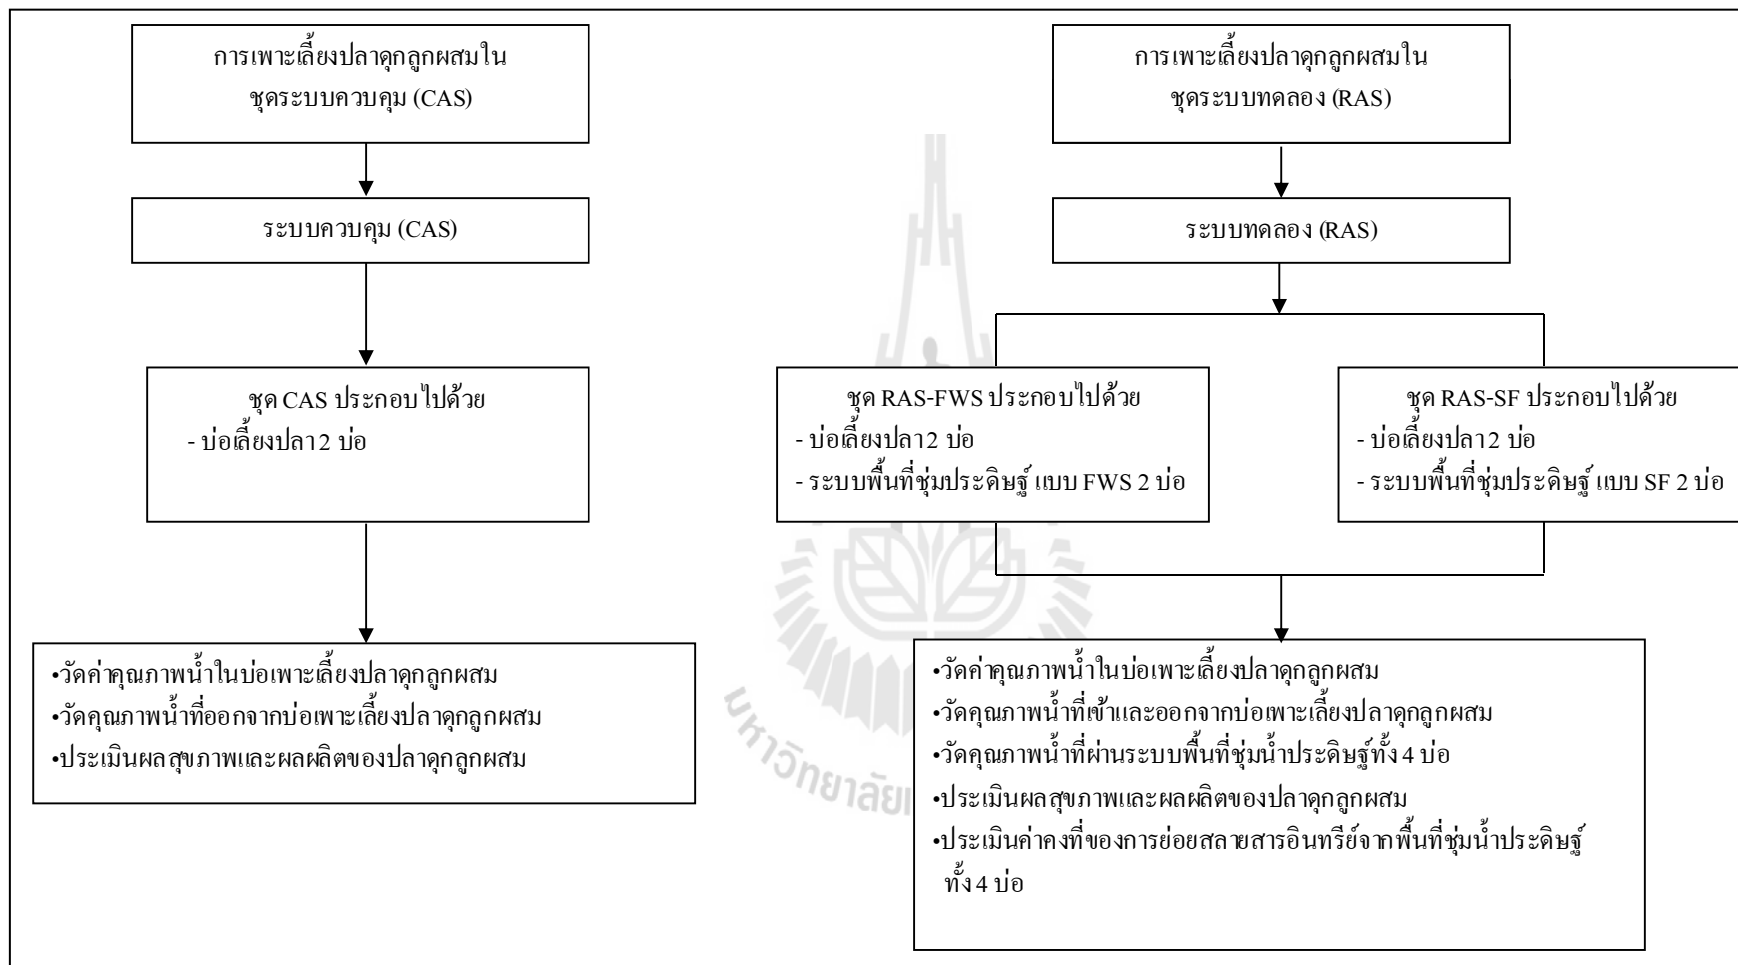 การเพาะเลี้ยงปลาดุกลูกผสมใน
ชุดระบบควบคุม (CAS)
ระบบควบคุม (CAS)
ชุด CAS ประกอบไปด้วย
- บ่อเลี้ยงปลา 2 บ่อ
•วัดค่าคุณภาพน้ำในบ่อเพาะเลี้ยงปลาดุกลูกผสม
•วัดคุณภาพน้ำที่ออกจากบ่อเพาะเลี้ยงปลาดุกลูกผสม
•ประเมินผลสุขภาพและผลผลิตของปลาดุกลูกผสม
การเพาะเลี้ยงปลาดุกลูกผสมใน
ชุดระบบทดลอง (RAS)
ระบบทดลอง (RAS)
ชุด RAS-FWS ประกอบไปด้วย
- บ่อเลี้ยงปลา 2 บ่อ
- ระบบพื้นที่ชุ่มประดิษฐ์ แบบ FWS 2 บ่อ
ชุด RAS-SF ประกอบไปด้วย
- บ่อเลี้ยงปลา 2 บ่อ
- ระบบพื้นที่ชุ่มประดิษฐ์ แบบ SF 2 บ่อ
•วัดค่าคุณภาพน้ำในบ่อเพาะเลี้ยงปลาดุกลูกผสม
•วัดคุณภาพน้ำที่เข้าและออกจากบ่อเพาะเลี้ยงปลาดุกลูกผสม
•วัดคุณภาพน้ำที่ผ่านระบบพื้นที่ชุ่มน้ำประดิษฐ์ทั้ง 4 บ่อ
•ประเมินผลสุขภาพและผลผลิตของปลาดุกลูกผสม
•ประเมินค่าคงที่ของการย่อยสลายสารอินทรีย์จากพื้นที่ชุ่มน้ำประดิษฐ์
ทั้ง 4 บ่อ
มหาวิทยาลัย